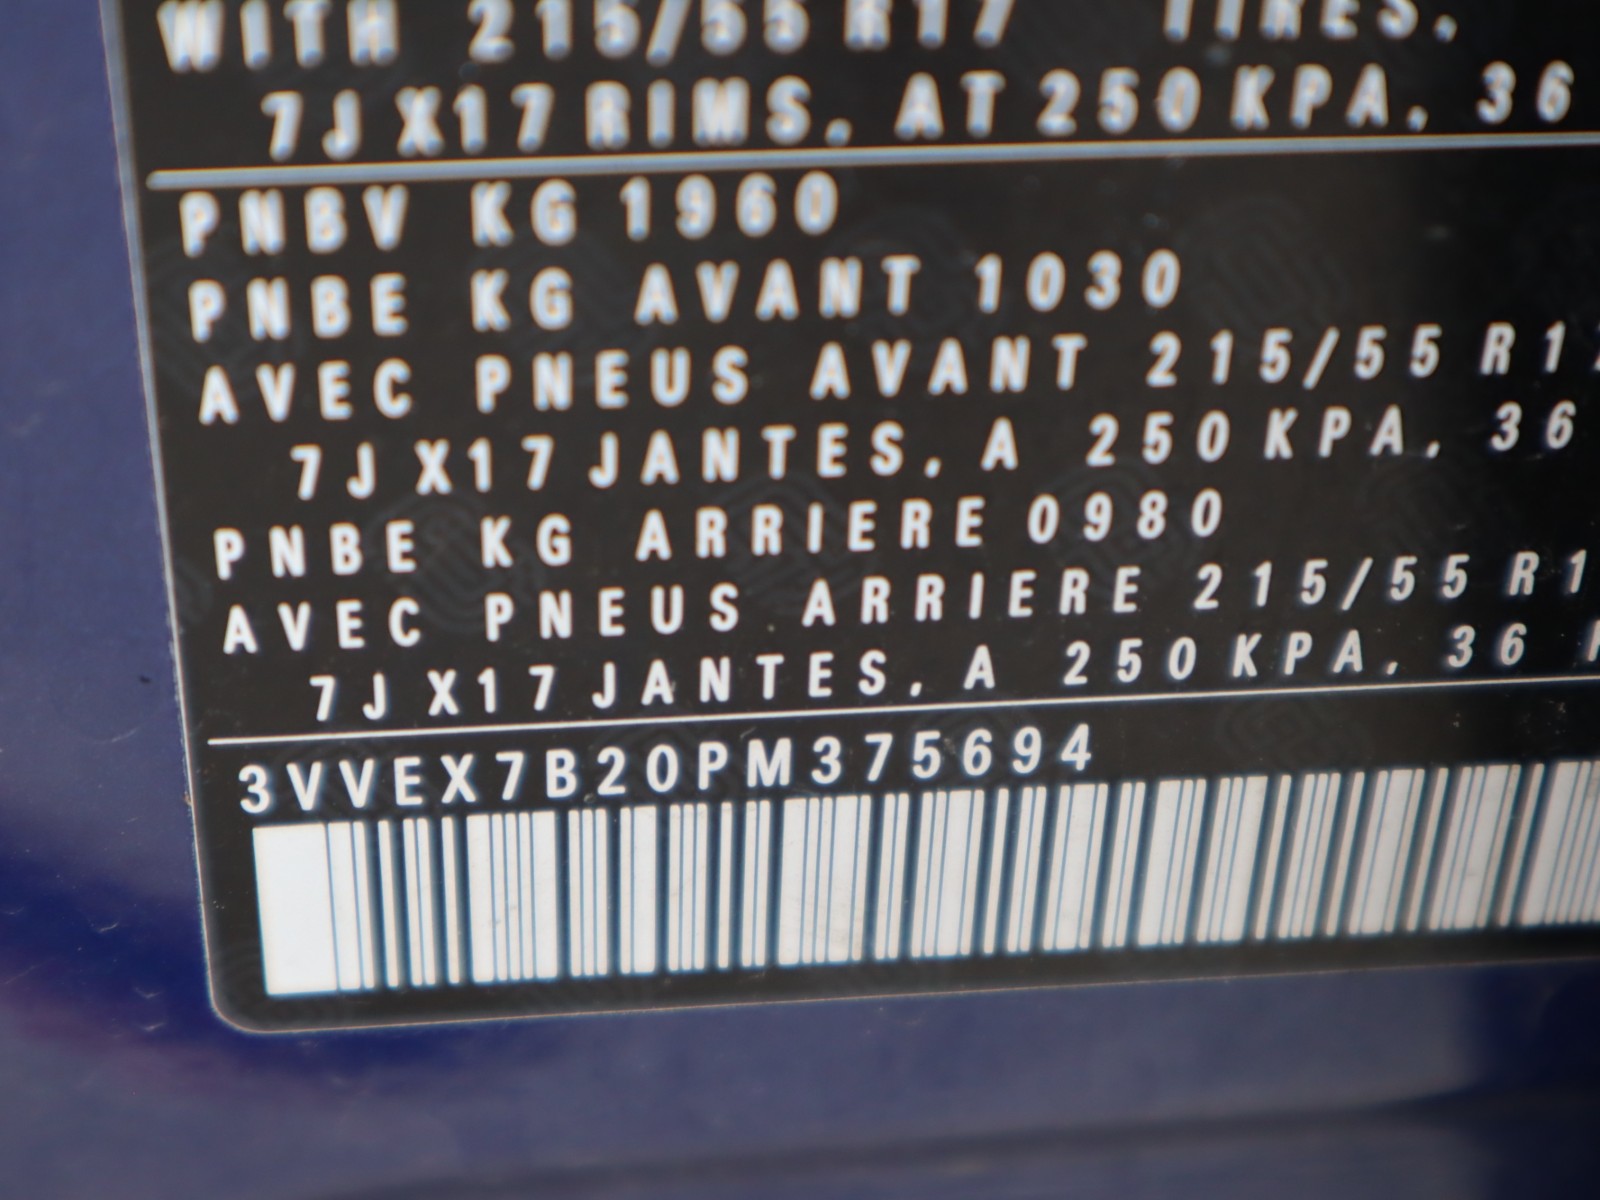 WITH 215/55 R17 TIRES,
7J X17 RIMS, AT 250 KPA, 36
PNBV KG 1960
PNBE KG AVANT 1030
AVEC PNEUS AVANT 215/55 R17
7J X17 JANTES, A 250 KPA, 36
PNBE KG ARRIERE 0980
AVEC PNEUS ARRIERE 215/55 R1
7J X17 JANTES, A 250 KPA, 36
3VVEX7B20PM375694